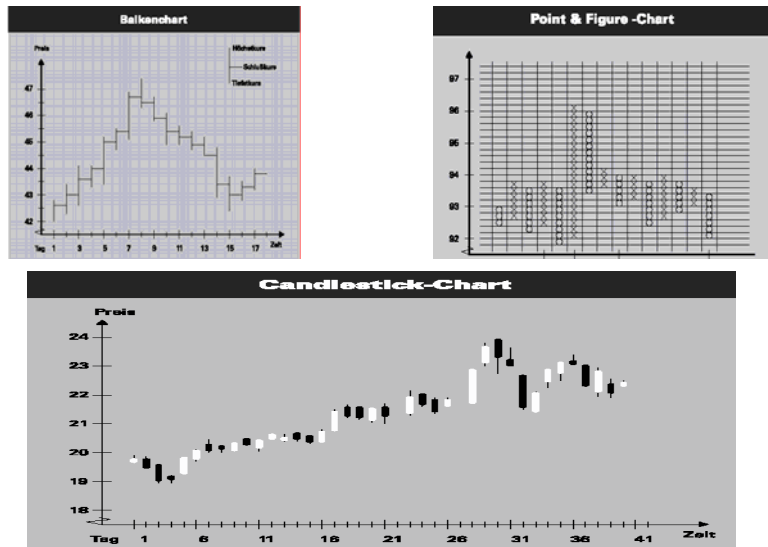 Balkenchart
Preis
Höchstkurs
Schlußkurs
Tiefstkurs
47
46
45
44
43
42
Tag 1 3 5 7 9 11 13 15 17 Zeit
Point & Figure -Chart
97
96
95
94
93
92
Candlestick-Chart
Preis
24
23
22
21
20
19
18
Tag 1 6 11 16 21 26 31 36 41 Zeit